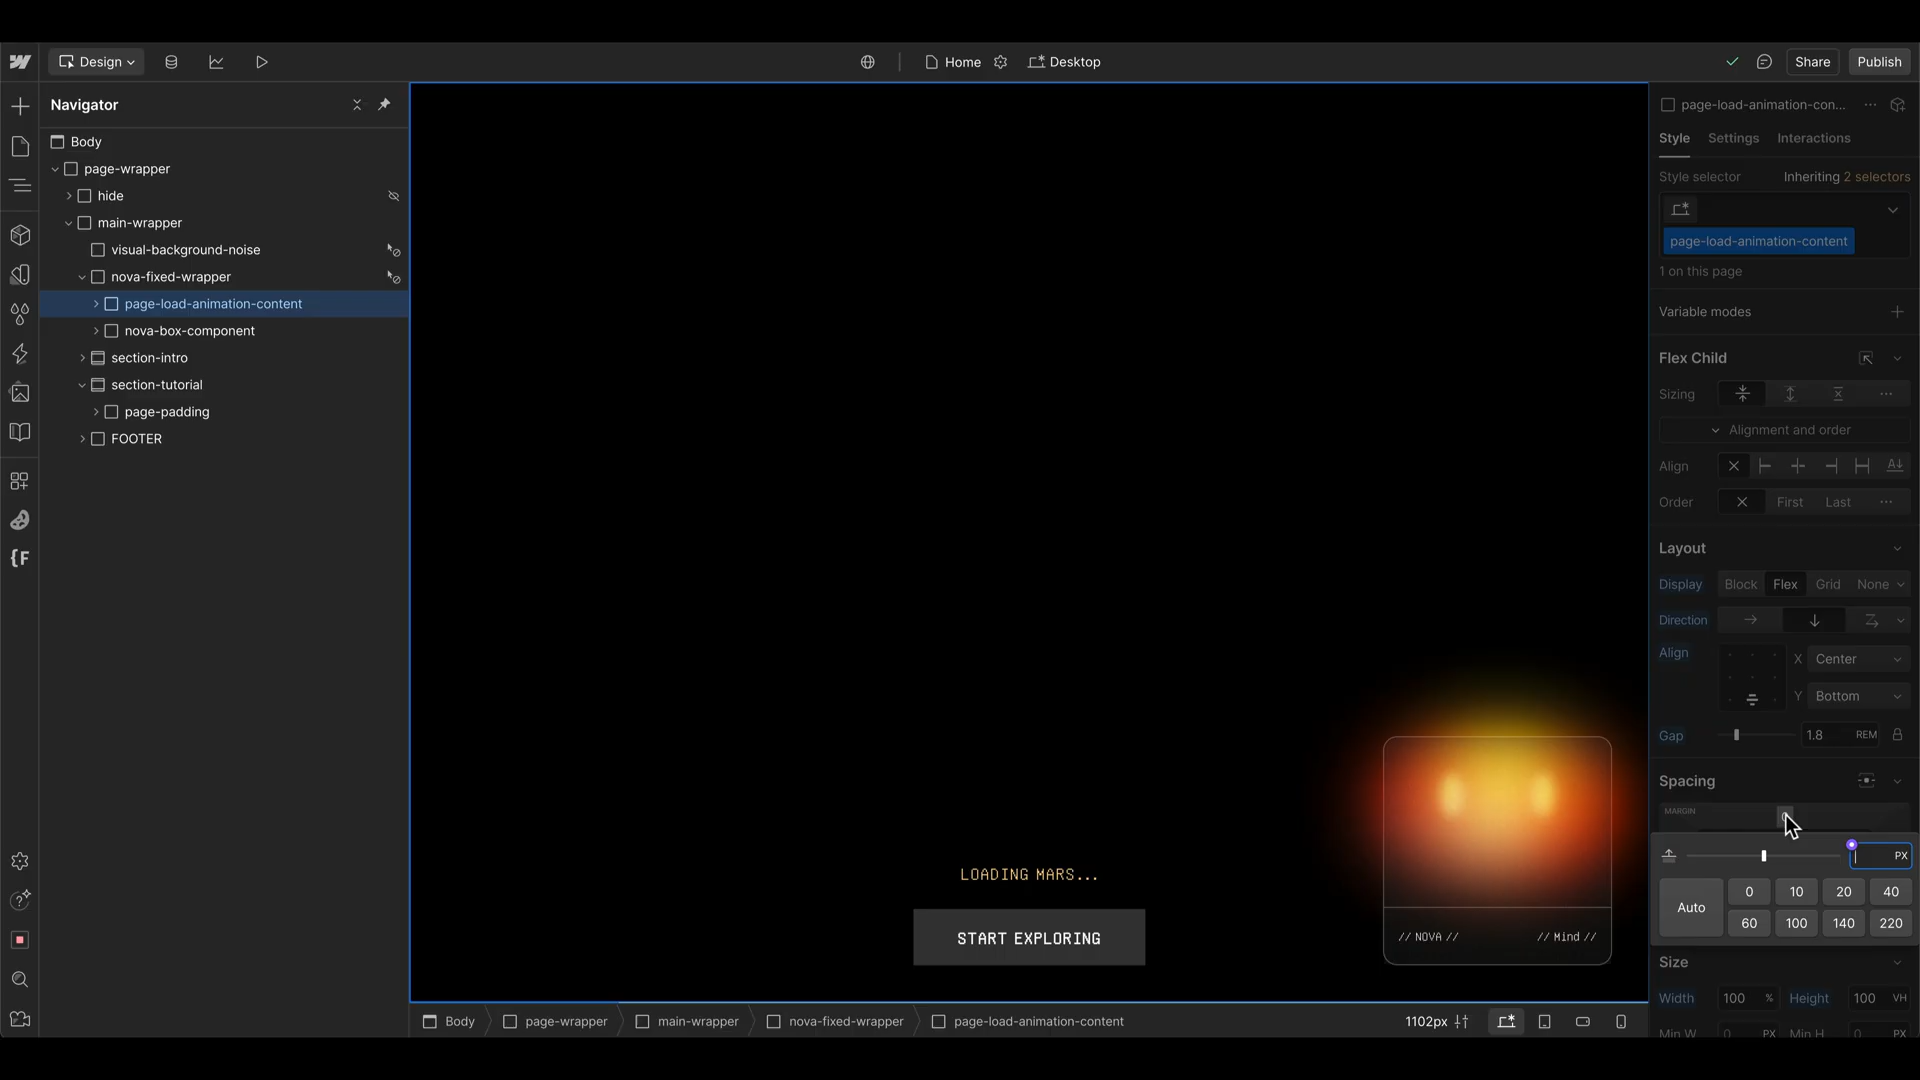 Design
Home
Desktop
Share
Publish
Navigator
Body
page-wrapper
hide
main-wrapper
visual-background-noise
nova-fixed-wrapper
page-load-animation-content
nova-box-component
section-intro
section-tutorial
page-padding
FOOTER
LOADING MARS...
START EXPLORING
// NOVA //
// Mind //
Body
page-wrapper
main-wrapper
nova-fixed-wrapper
page-load-animation-content
1102px
page-load-animation-con...
Style
Settings
Interactions
Style selector
Inheriting 2 selectors
page-load-animation-content
1 on this page
Variable modes
Flex Child
Sizing
Alignment and order
Align
Order
First
Last
Layout
Display
Block
Flex
Grid
None
Direction
Align
X
Center
Y
Bottom
Gap
1.8
REM
Spacing
MARGIN
PX
Auto
0
10
20
40
60
100
140
220
Size
Width
100
%
Height
100
VH
Min W
0
PX
Min H
0
PX